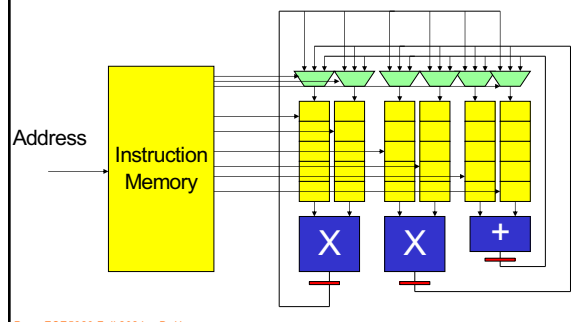 Address
Instruction
Memory
X
X
+